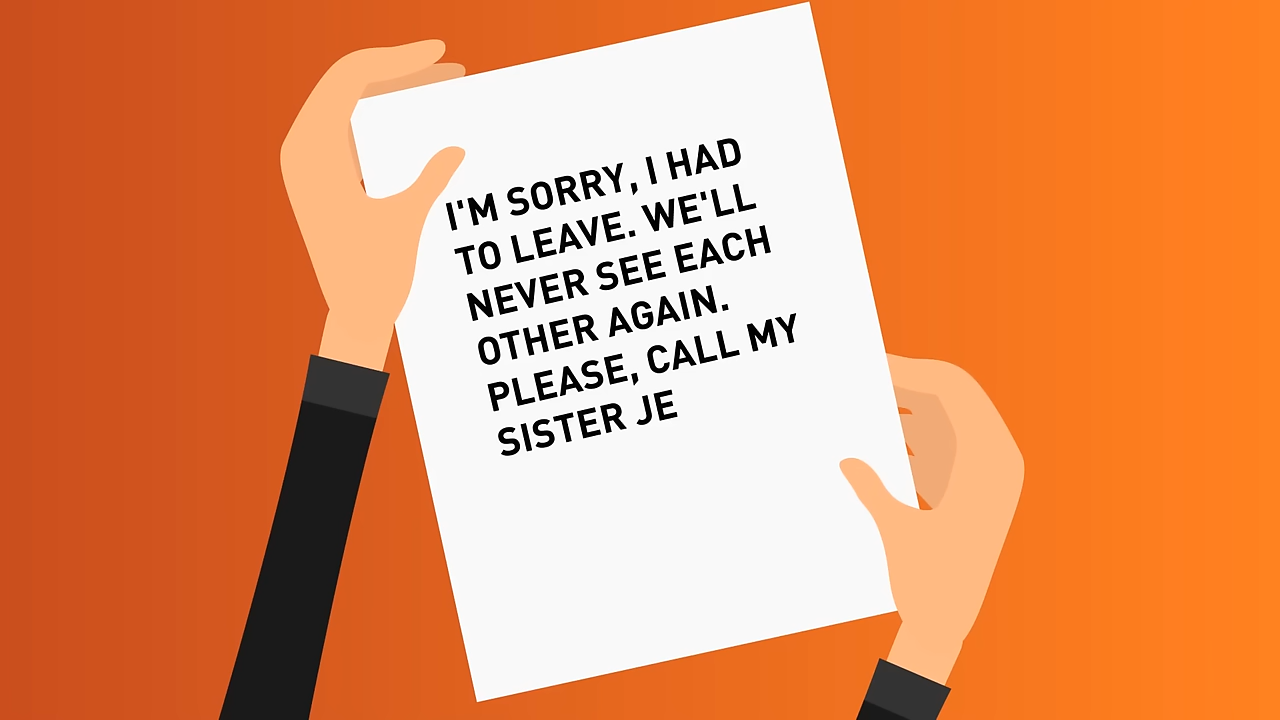 I'M SORRY, I HAD
TO LEAVE. WE'LL
NEVER SEE EACH
OTHER AGAIN.
PLEASE, CALL MY
SISTER JE